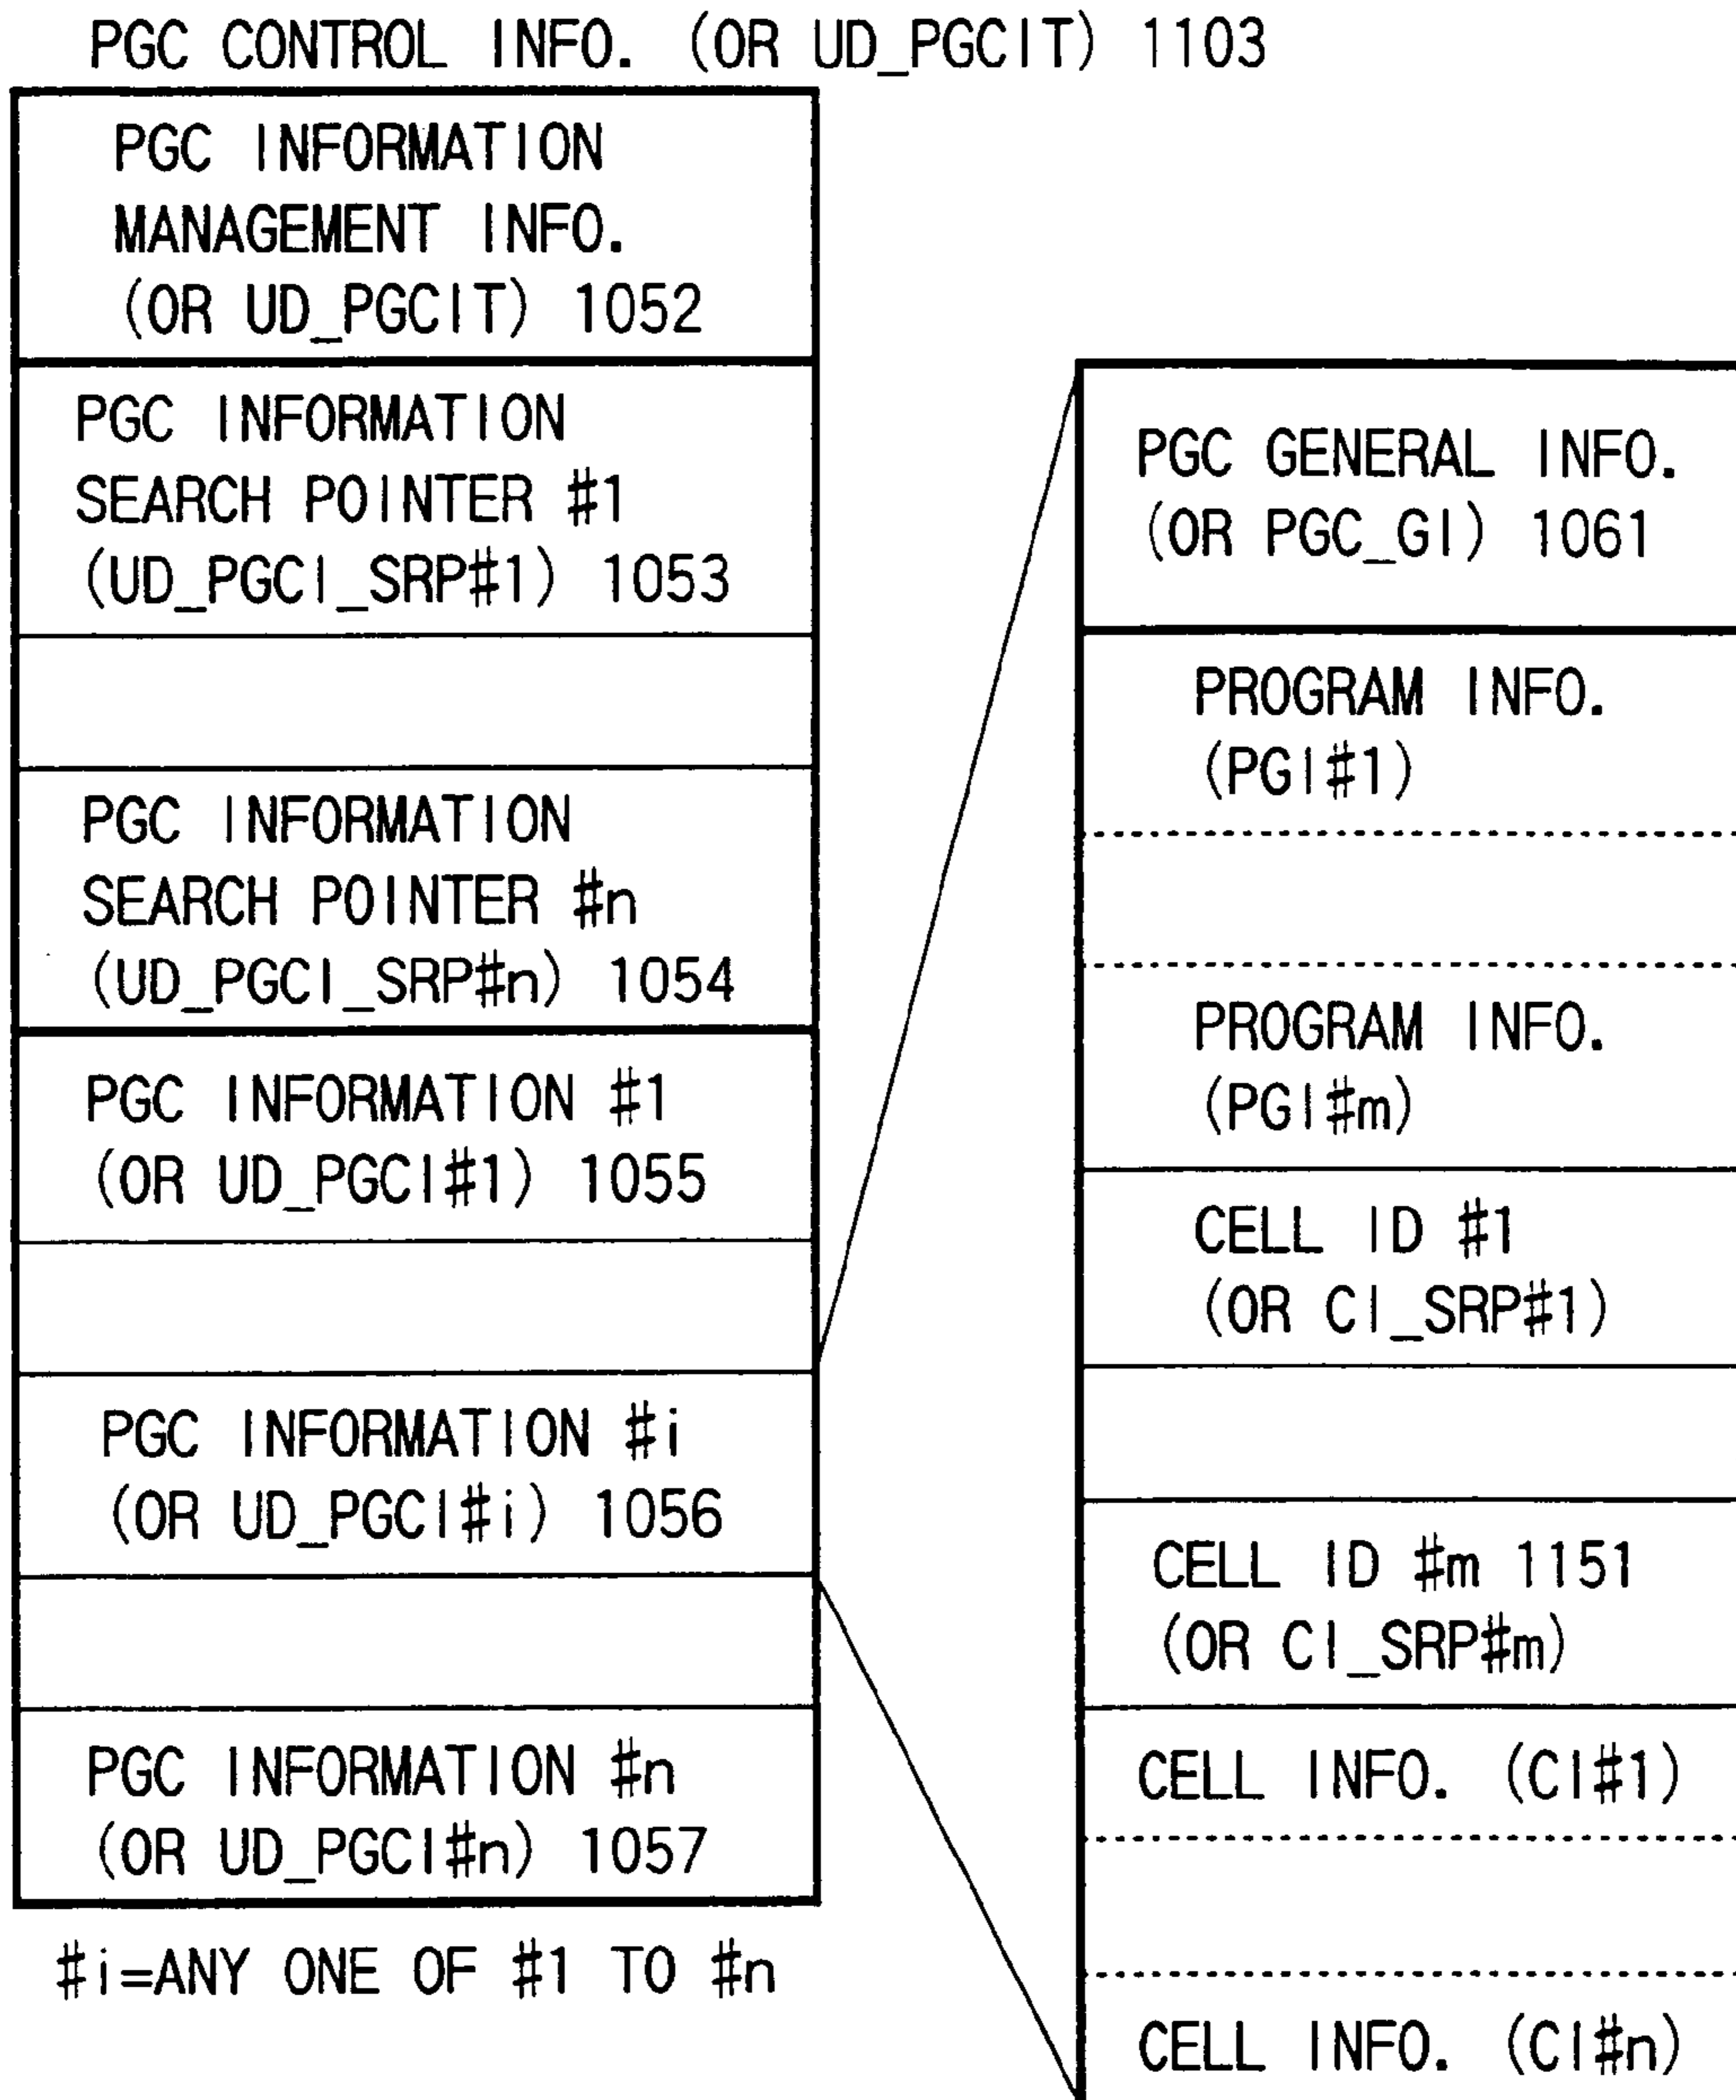 PGC CONTROL INFO. (OR UD_PGCIT) 1103
PGC INFORMATION
MANAGEMENT INFO.
(OR UD_PGCIT) 1052
PGC INFORMATION
SEARCH POINTER #1
(UD_PGCI_SRP#1) 1053
PGC INFORMATION
SEARCH POINTER #n
(UD_PGCI_SRP#n) 1054
PGC INFORMATION #1
(OR UD_PGCI#1) 1055
PGC INFORMATION #i
(OR UD_PGCI#i) 1056
PGC INFORMATION #n
(OR UD_PGCI#n) 1057
#i=ANY ONE OF #1 TO #n
PGC GENERAL INFO.
(OR PGC_GI) 1061
PROGRAM INFO.
(PGI#1)
PROGRAM INFO.
(PGI#m)
CELL ID #1
(OR CI_SRP#1)
CELL ID #m 1151
(OR CI_SRP#m)
CELL INFO. (CI#1)
CELL INFO. (CI#n)